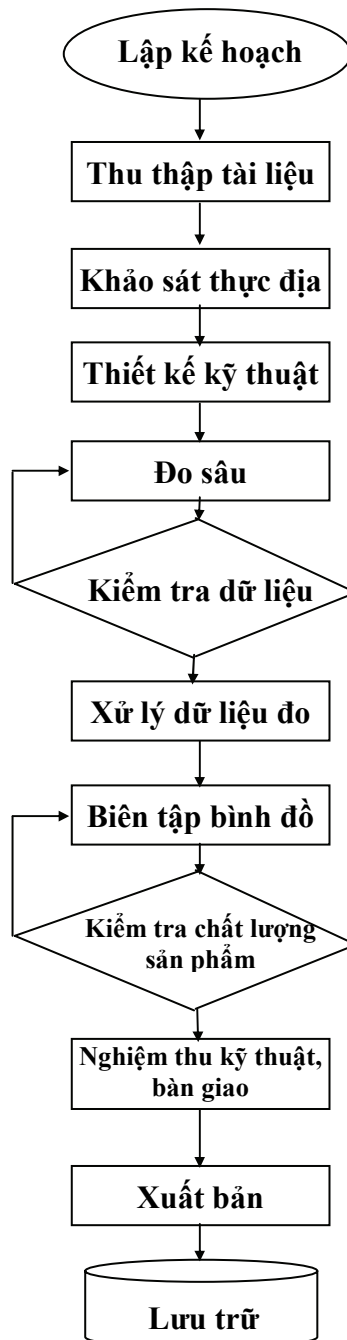 Lập kế hoạch
Thu thập tài liệu
Khảo sát thực địa
Thiết kế kỹ thuật
Đo sâu
Kiểm tra dữ liệu
Xử lý dữ liệu đo
Biên tập bình đồ
Kiểm tra chất lượng
sản phẩm
Nghiệm thu kỹ thuật,
bàn giao
Xuất bản
Lưu trữ